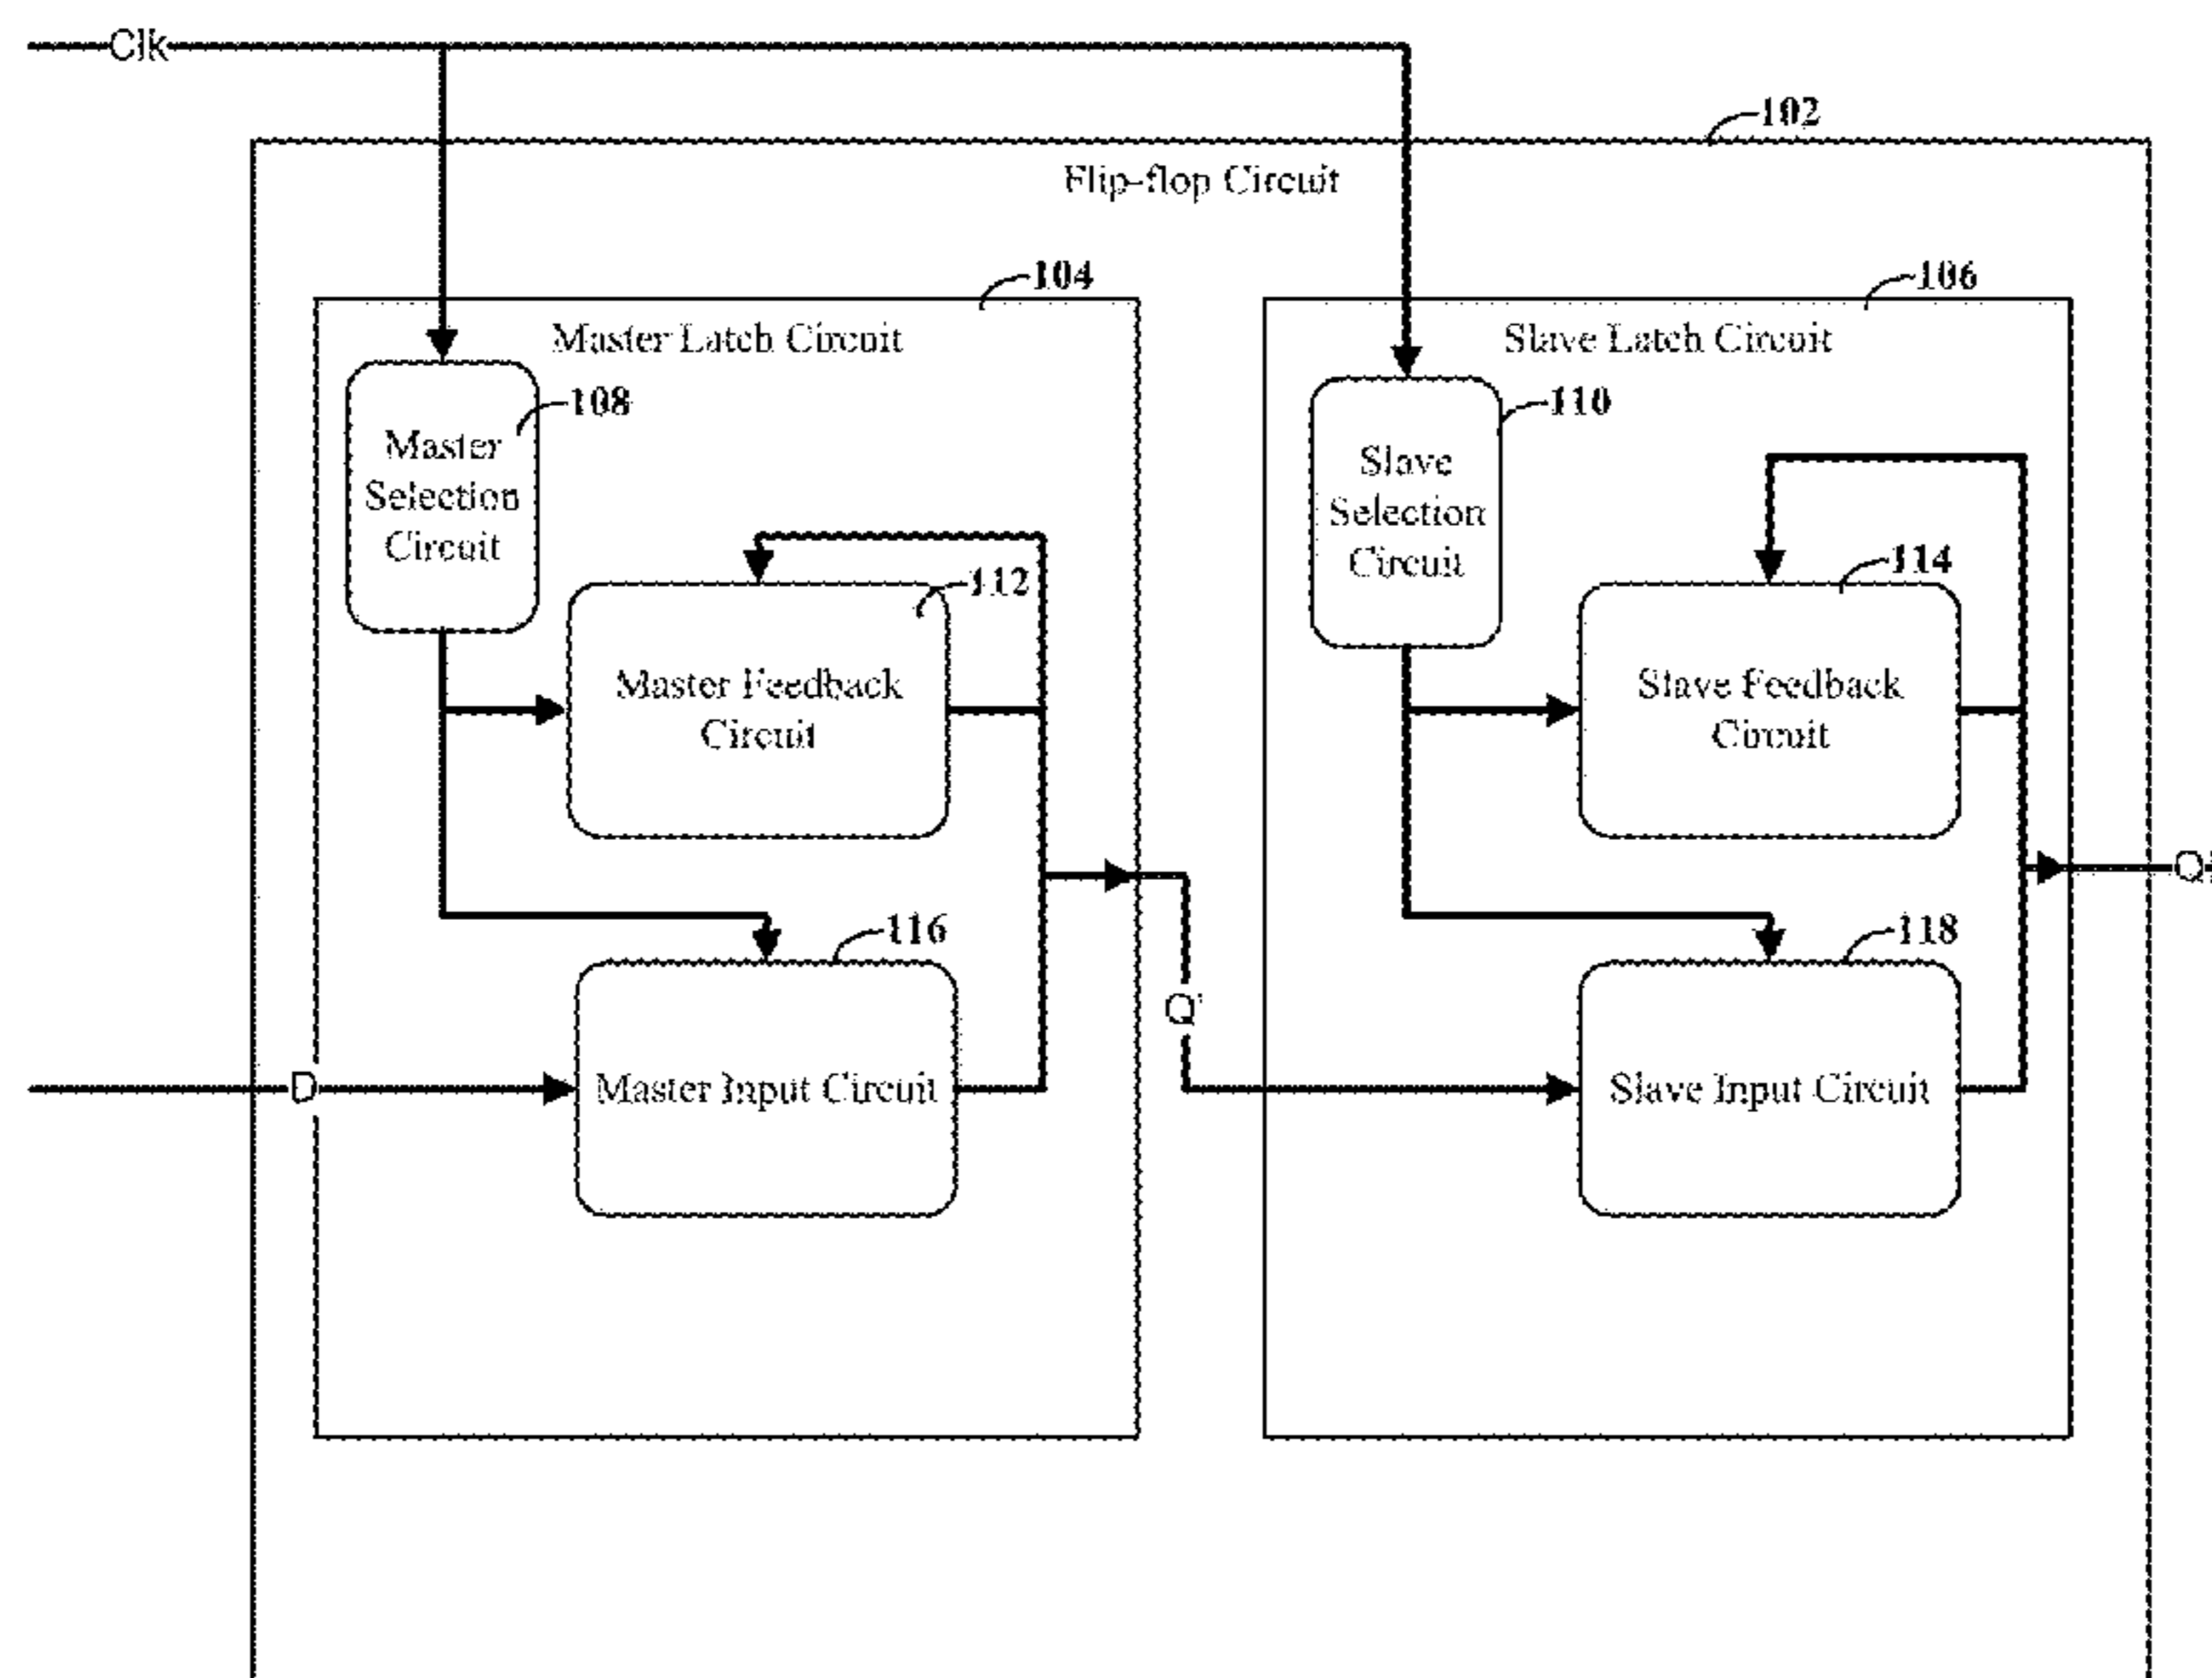 Clk
102
Flip-flop Circuit
104
106
Master Latch Circuit
Slave Latch Circuit
108
110
Master
Selection
Circuit
Slave
Selection
Circuit
112
114
Master Feedback
Circuit
Slave Feedback
Circuit
Q
116
118
Q'
D
Master Input Circuit
Slave Input Circuit